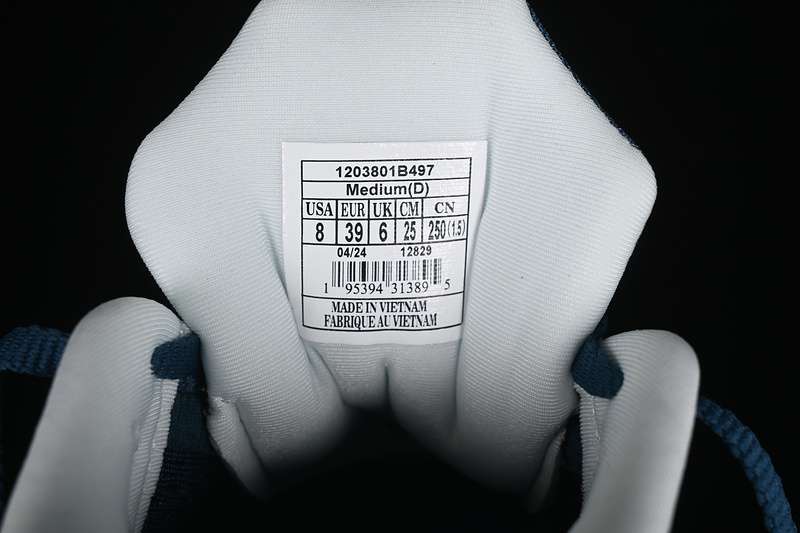 1203801B497
Medium(D)
USA EUR UK CM CN
8 39 6 25 250(1.5)
04/24 12829
1 95394 31389 5
MADE IN VIETNAM
FABRIQUE AU VIETNAM